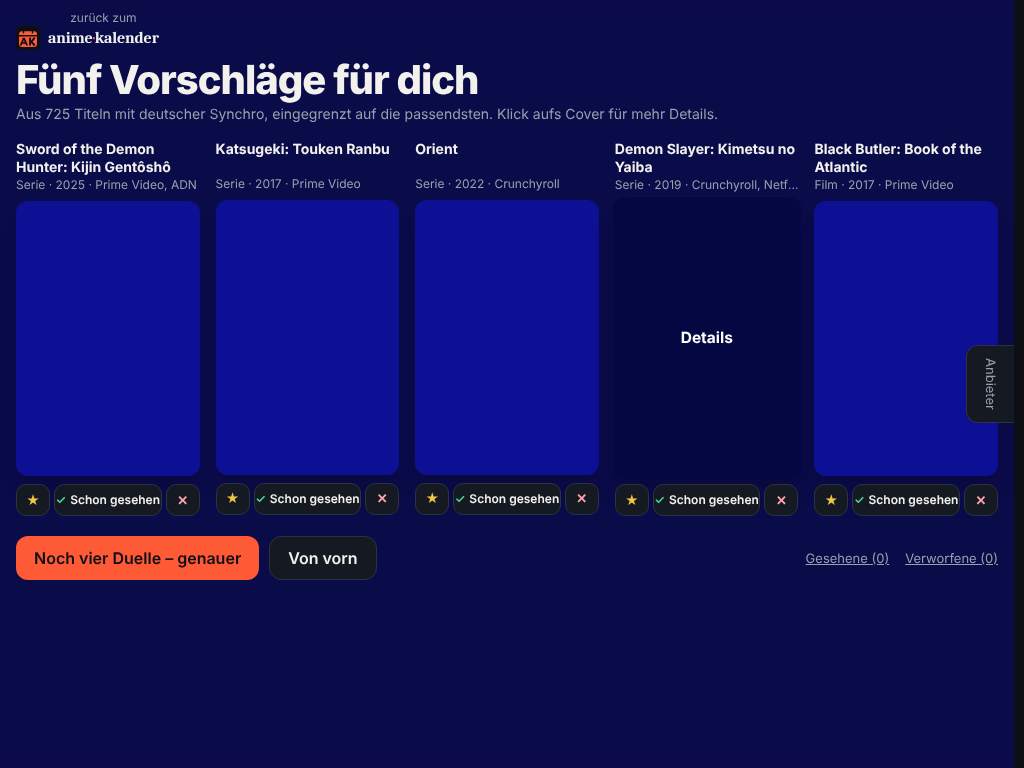 zurück zum
AK
anime·kalender
Fünf Vorschläge für dich
Aus 725 Titeln mit deutscher Synchro, eingegrenzt auf die passendsten. Klick aufs Cover für mehr Details.
Sword of the Demon
Hunter: Kijin Gentôshô
Serie · 2025 · Prime Video, ADN
Katsugeki: Touken Ranbu
Serie · 2017 · Prime Video
Orient
Serie · 2022 · Crunchyroll
Demon Slayer: Kimetsu no
Yaiba
Serie · 2019 · Crunchyroll, Netf…
Black Butler: Book of the
Atlantic
Film · 2017 · Prime Video
Details
Anbieter
★ ✓ Schon gesehen ✕
★ ✓ Schon gesehen ✕
★ ✓ Schon gesehen ✕
★ ✓ Schon gesehen ✕
★ ✓ Schon gesehen ✕
Noch vier Duelle – genauer
Von vorn
Gesehene (0)
Verworfene (0)